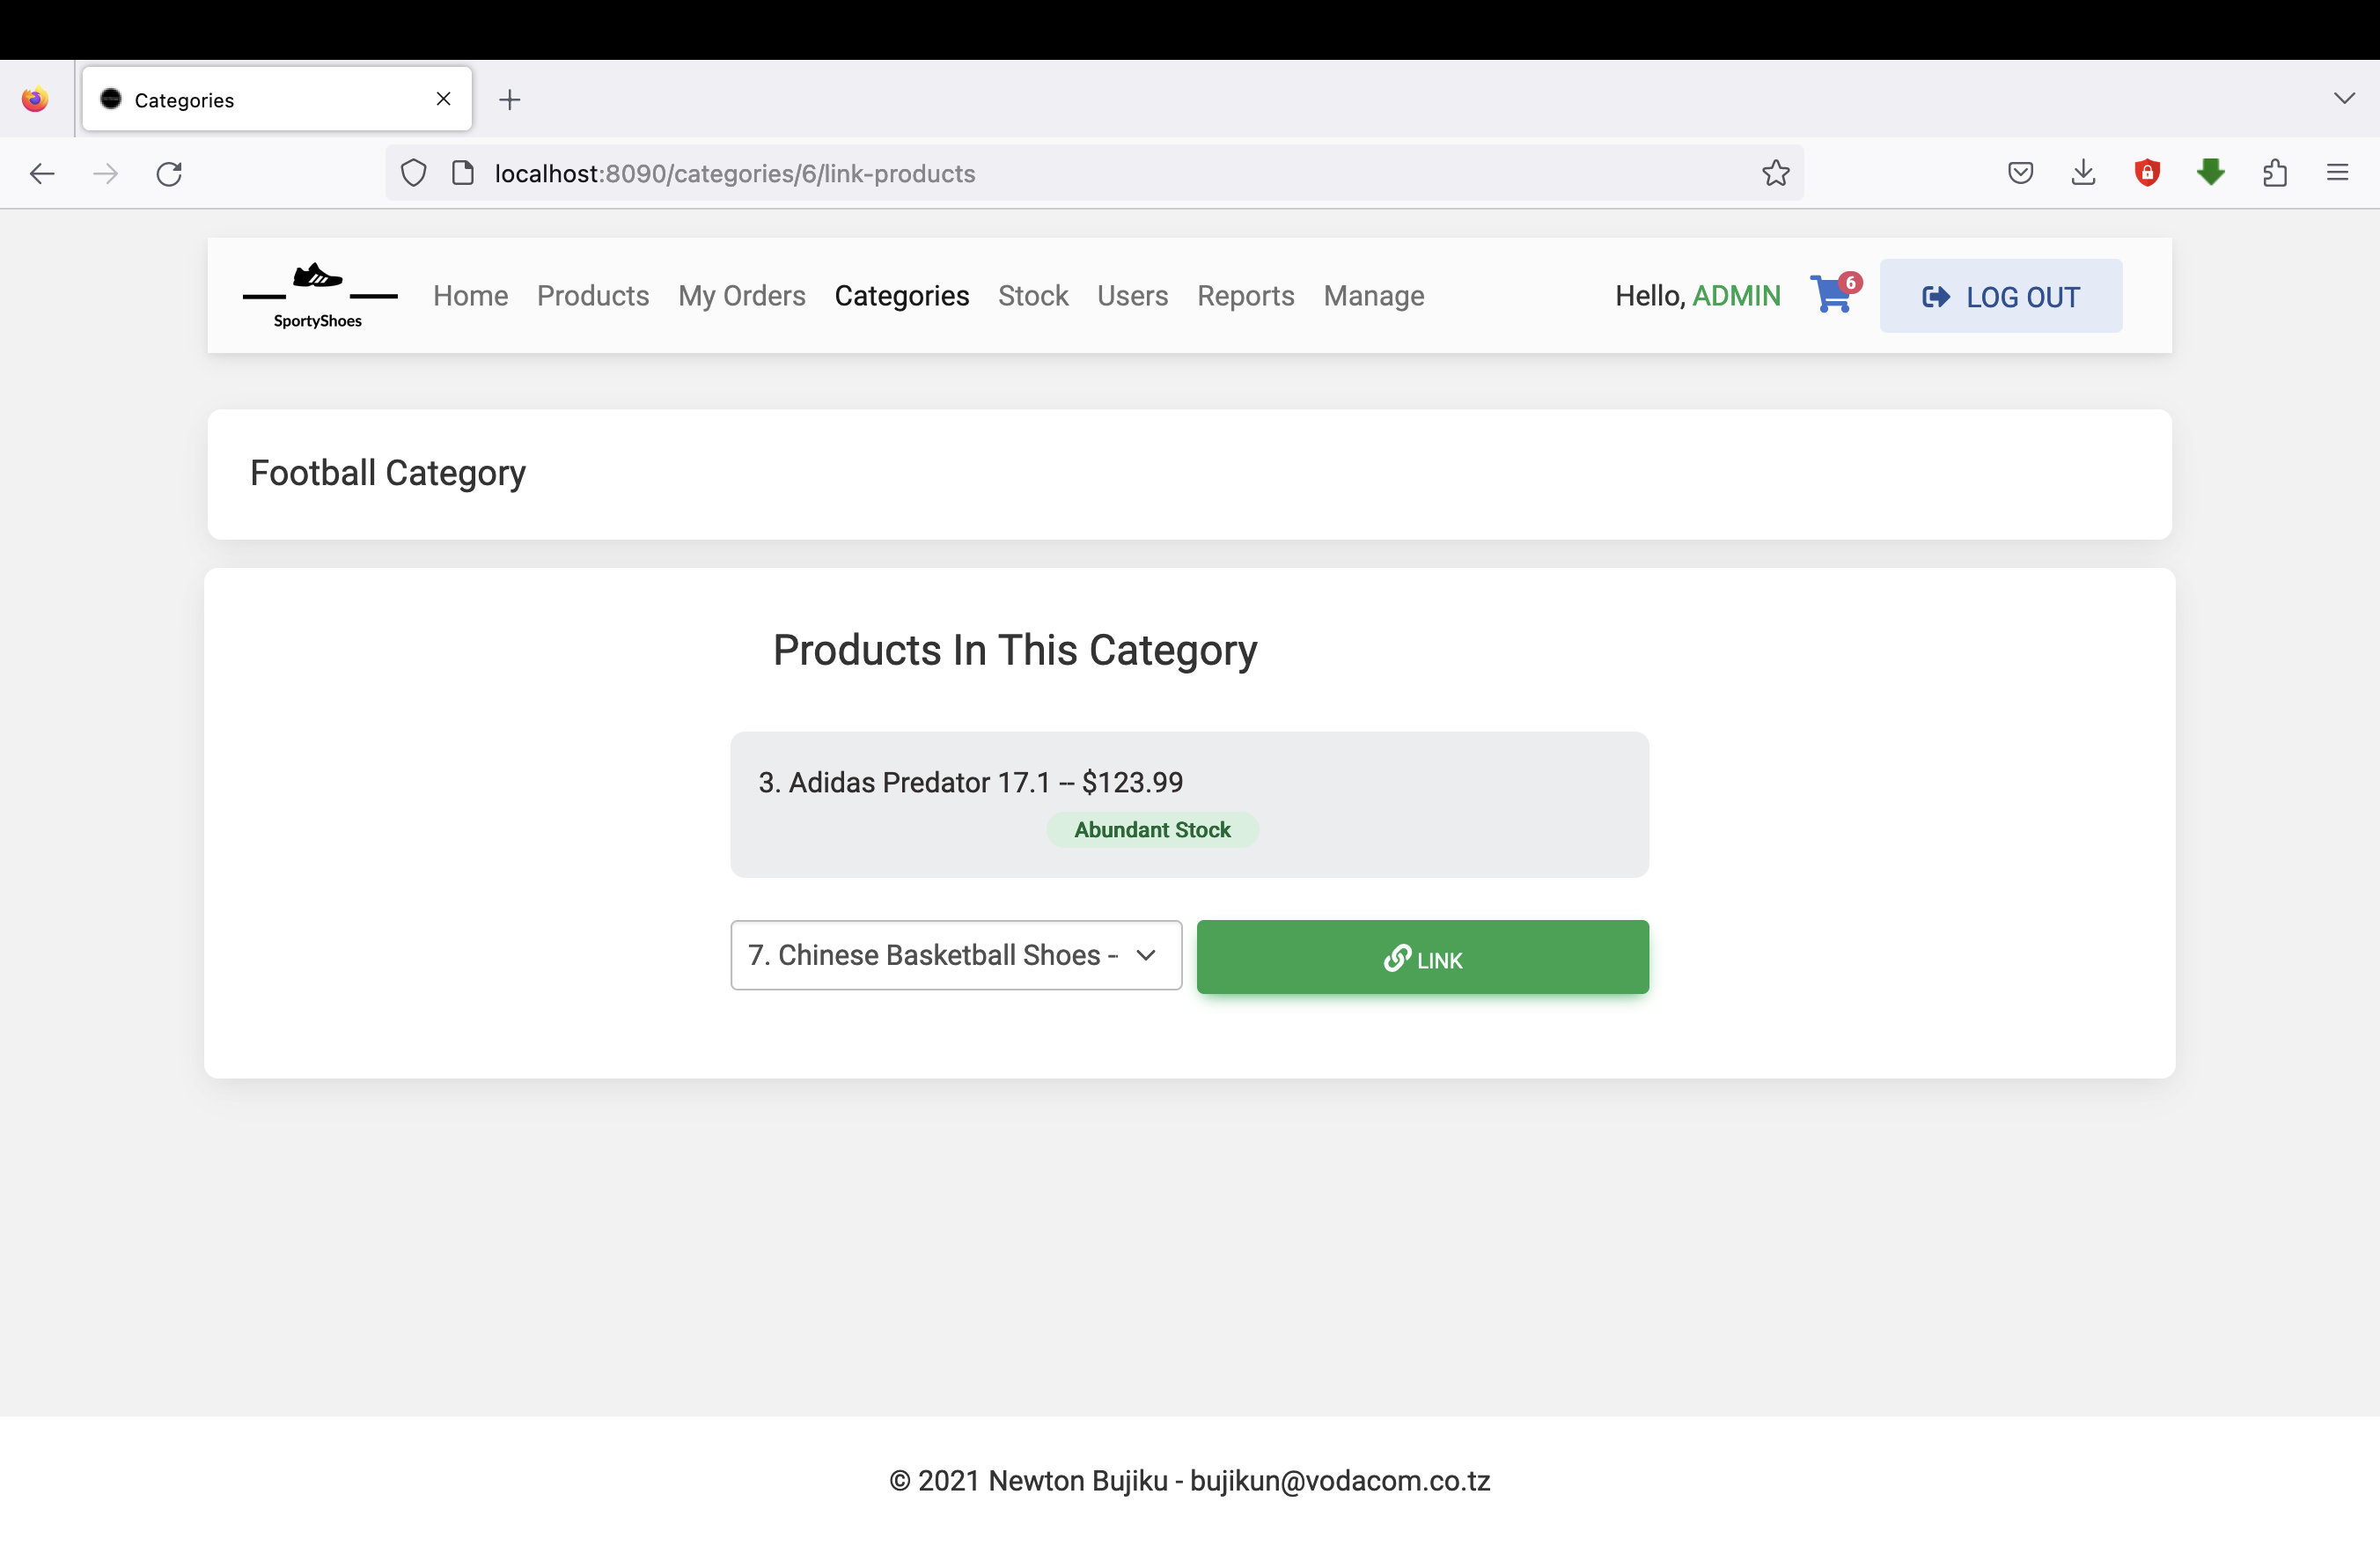 Categories
localhost:8090/categories/6/link-products
SportyShoes
Home Products My Orders Categories Stock Users Reports Manage Hello, ADMIN 6 LOG OUT
Football Category
Products In This Category
3. Adidas Predator 17.1 -- $123.99
Abundant Stock
7. Chinese Basketball Shoes - LINK
© 2021 Newton Bujiku - bujikun@vodacom.co.tz